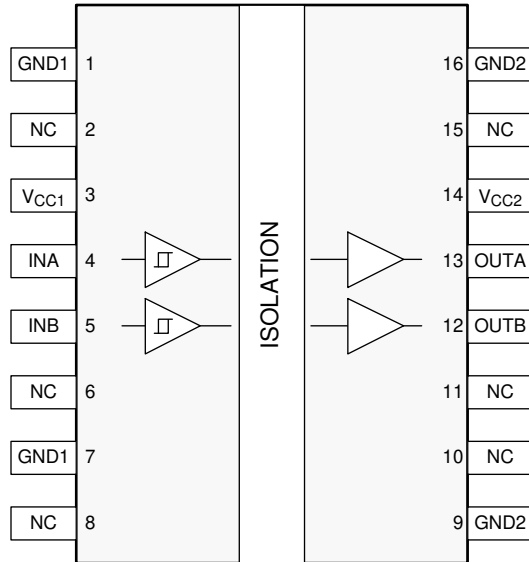 GND1 1 16 GND2
NC 2 15 NC
VCC1 3 14 VCC2
INA 4 13 OUTA
INB 5 12 OUTB
NC 6 11 NC
GND1 7 10 NC
NC 8 9 GND2
ISOLATION